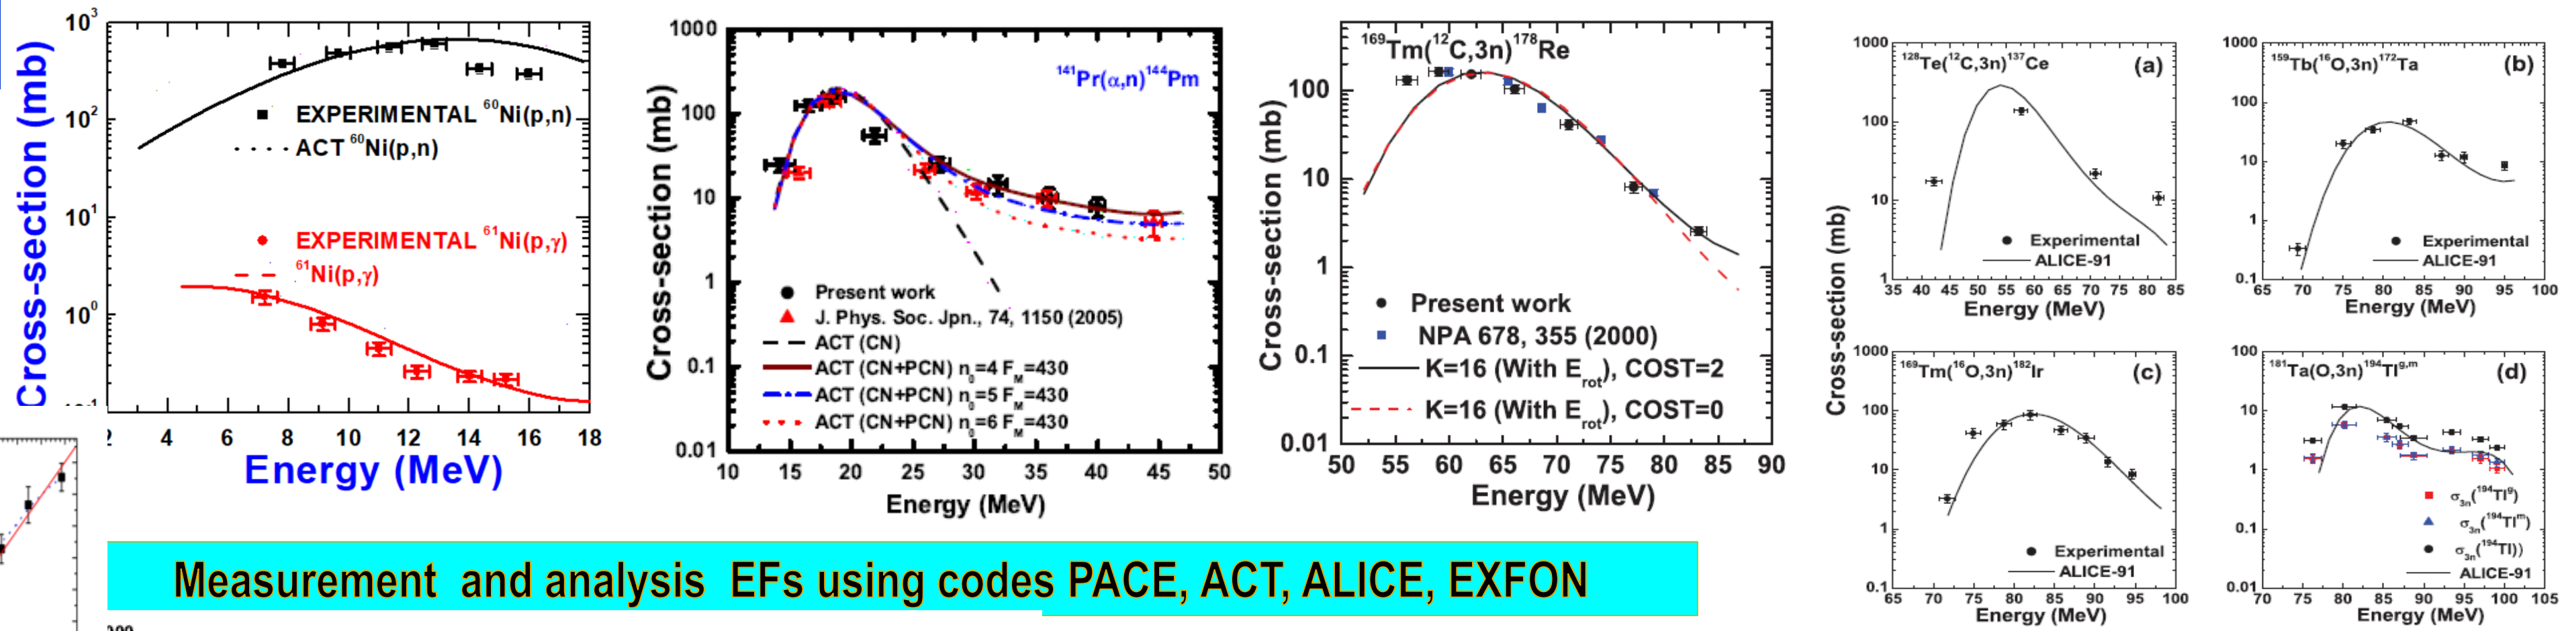 10³
10²
10¹
10⁰
Cross-section (mb)
EXPERIMENTAL ⁶⁰Ni(p,n)
ACT ⁶⁰Ni(p,n)
EXPERIMENTAL ⁶¹Ni(p,γ)
⁶¹Ni(p,γ)
2 4 6 8 10 12 14 16 18
Energy (MeV)
1000
100
10
1
0.1
0.01
Cross-section (mb)
¹⁴¹Pr(α,n)¹⁴⁴Pm
Present work
J. Phys. Soc. Jpn., 74, 1150 (2005)
ACT (CN)
ACT (CN+PCN) n₀=4 F_M=430
ACT (CN+PCN) n₀=5 F_M=430
ACT (CN+PCN) n₀=6 F_M=430
10 15 20 25 30 35 40 45 50
Energy (MeV)
100
10
1
0.1
0.01
Cross-section (mb)
¹⁶⁹Tm(¹²C,3n)¹⁷⁸Re
Present work
NPA 678, 355 (2000)
K=16 (With E_rot), COST=2
K=16 (With E_rot), COST=0
50 55 60 65 70 75 80 85 90
Energy (MeV)
Cross-section (mb)
1000
100
10
1
¹²⁸Te(¹²C,3n)¹³⁷Ce
(a)
Experimental
ALICE-91
35 40 45 50 55 60 65 70 75 80 85
Energy (MeV)
1000
100
10
1
0.1
¹⁵⁹Tb(¹⁶O,3n)¹⁷²Ta
(b)
Experimental
ALICE-91
65 70 75 80 85 90 95 100
Energy (MeV)
1000
100
10
1
0.1
¹⁶⁹Tm(¹⁶O,3n)¹⁸²Ir
(c)
Experimental
ALICE-91
65 70 75 80 85 90 95 100
Energy (MeV)
100
10
1
0.1
0.01
¹⁸¹Ta(O,3n)¹⁹⁴Tl^g,m
(d)
σ₃ₙ(¹⁹⁴Tl^g)
σ₃ₙ(¹⁹⁴Tl^m)
σ₃ₙ(¹⁹⁴Tl))
ALICE-91
70 75 80 85 90 95 100 105
Energy (MeV)
Measurement and analysis EFs using codes PACE, ACT, ALICE, EXFON